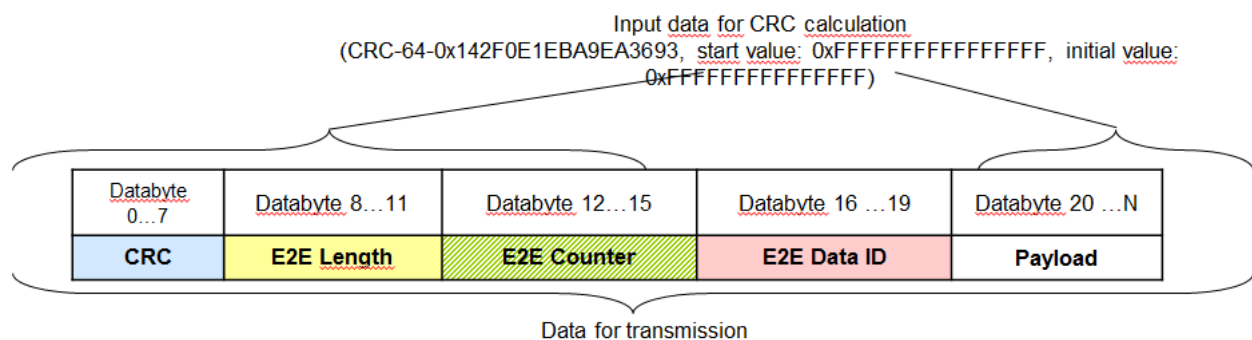 Input data for CRC calculation
(CRC-64-0x142F0E1EBA9EA3693, start value: 0xFFFFFFFFFFFFFFFF, initial value:
0xFFFFFFFFFFFFFFFF)
Databyte 0…7 Databyte 8…11 Databyte 12…15 Databyte 16 …19 Databyte 20 …N
CRC E2E Length E2E Counter E2E Data ID Payload
Data for transmission